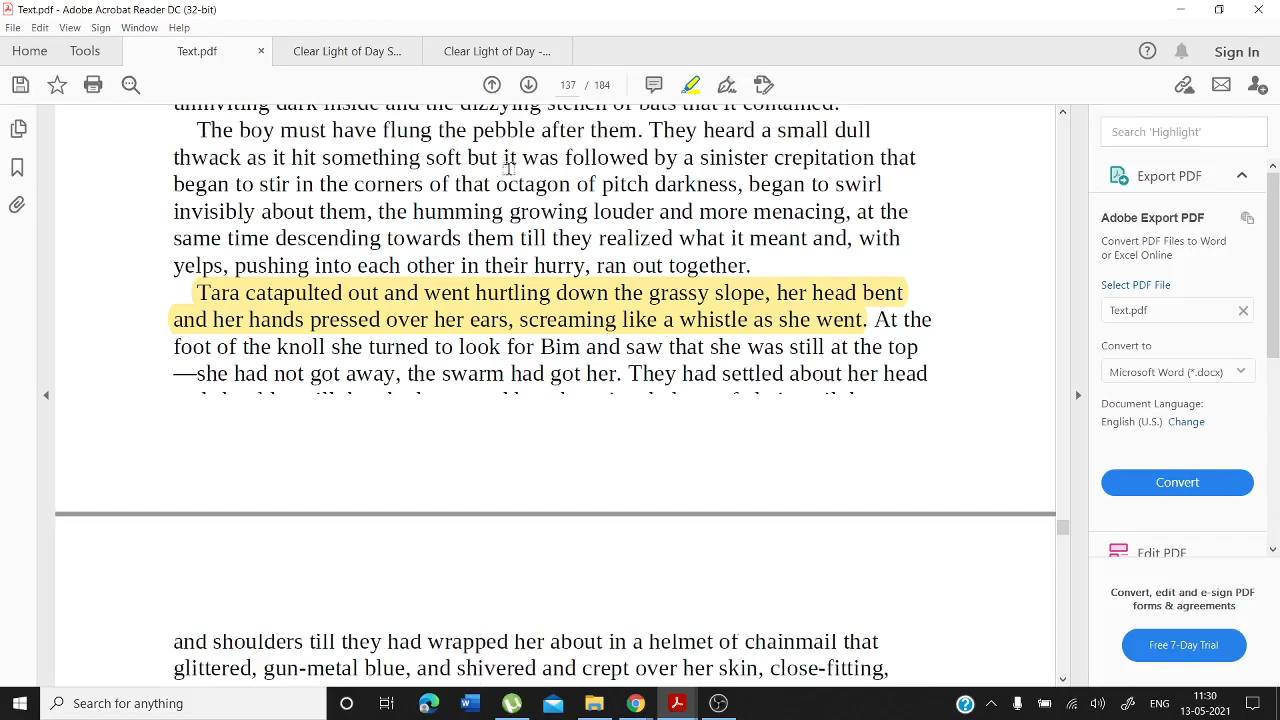 Text.pdf - Adobe Acrobat Reader DC (32-bit)
File Edit View Sign Window Help
Home Tools Text.pdf × Clear Light of Day S... Clear Light of Day -... Sign In
137 / 184
uninviting dark inside and the dizzying stench of bats that it contained.
The boy must have flung the pebble after them. They heard a small dull
thwack as it hit something soft but it was followed by a sinister crepitation that
began to stir in the corners of that octagon of pitch darkness, began to swirl
invisibly about them, the humming growing louder and more menacing, at the
same time descending towards them till they realized what it meant and, with
yelps, pushing into each other in their hurry, ran out together.
Tara catapulted out and went hurtling down the grassy slope, her head bent
and her hands pressed over her ears, screaming like a whistle as she went. At the
foot of the knoll she turned to look for Bim and saw that she was still at the top
—she had not got away, the swarm had got her. They had settled about her head
and shoulders till they had wrapped her about in a helmet of chainmail that
glittered, gun-metal blue, and shivered and crept over her skin, close-fitting,
Search 'Highlight'
Export PDF
Adobe Export PDF
Convert PDF Files to Word
or Excel Online
Select PDF File
Text.pdf
Convert to
Microsoft Word (*.docx)
Document Language:
English (U.S.) Change
Convert
Edit PDF
Convert, edit and e-sign PDF
forms & agreements
Free 7-Day Trial
Search for anything
ENG
11:30
13-05-2021